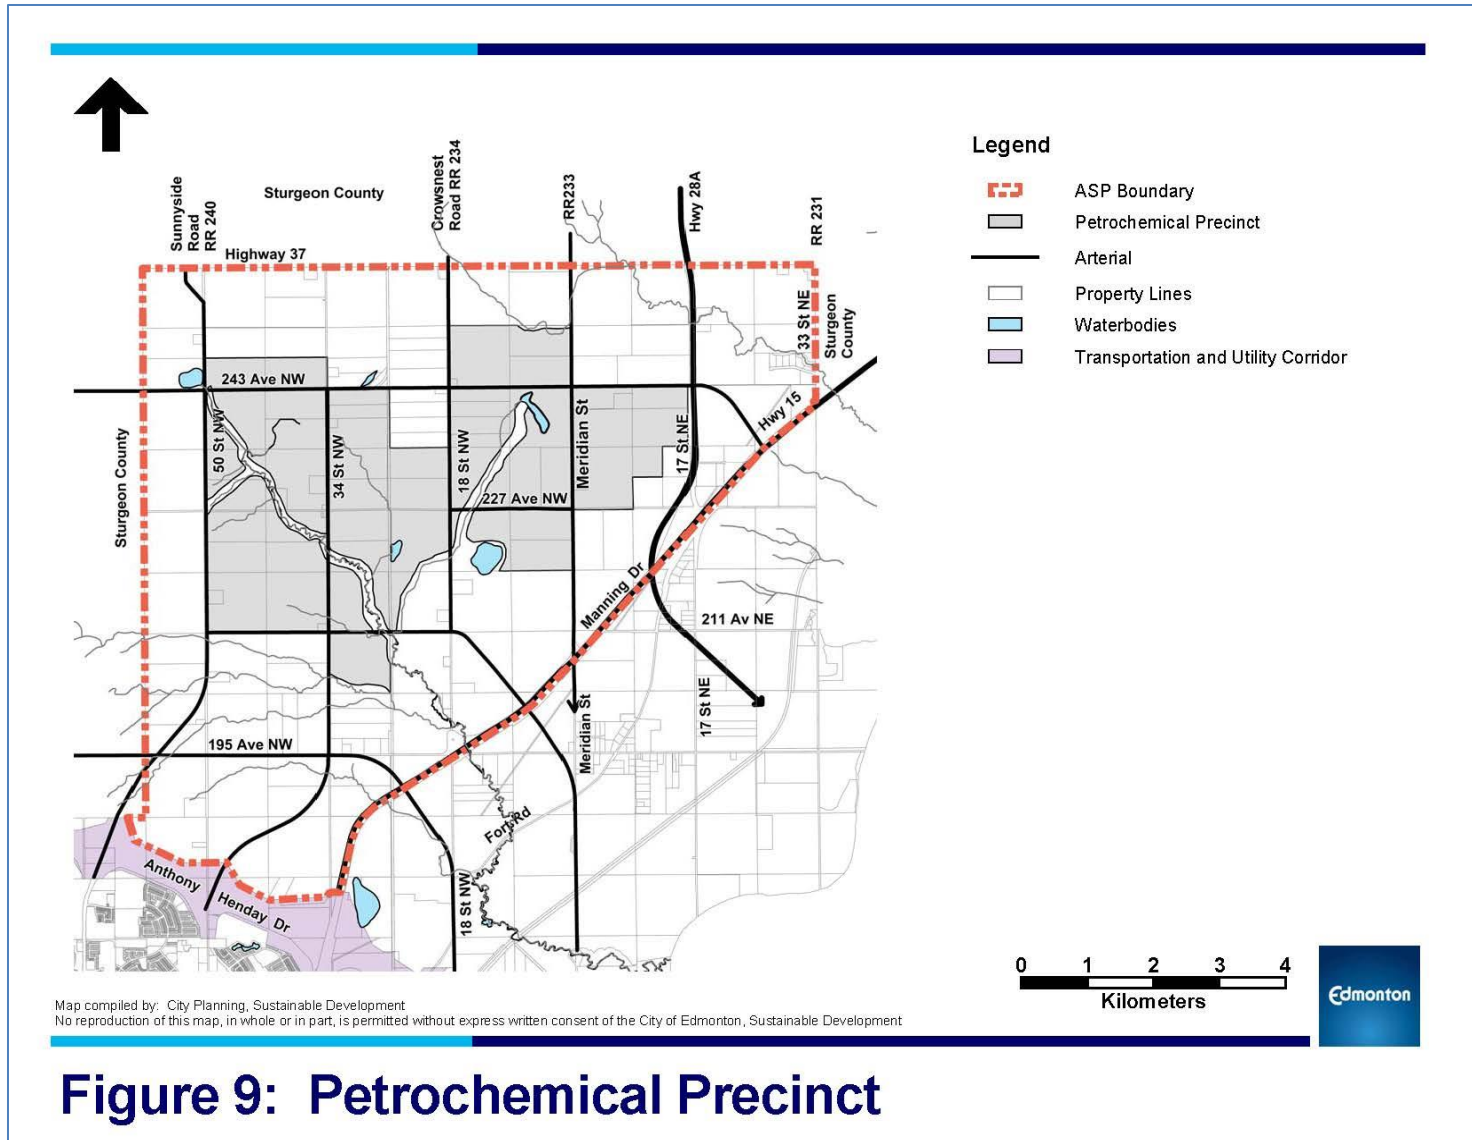 Sunnyside
Road
RR 240
Sturgeon County
Crowsnest
Road RR 234
RR233
Hwy 28A
RR 231
Highway 37
33 St NE
Sturgeon
County
243 Ave NW
50 St NW
34 St NW
18 St NW
Meridian St
17 St NE
Hwy 15
Sturgeon County
227 Ave NW
Manning Dr
211 Av NE
17 St NE
Meridian St
195 Ave NW
Fort Rd
Anthony
Henday Dr
18 St NW
Legend
ASP Boundary
Petrochemical Precinct
Arterial
Property Lines
Waterbodies
Transportation and Utility Corridor
0 1 2 3 4
Kilometers
Edmonton
Map compiled by: City Planning, Sustainable Development
No reproduction of this map, in whole or in part, is permitted without express written consent of the City of Edmonton, Sustainable Development
Figure 9: Petrochemical Precinct